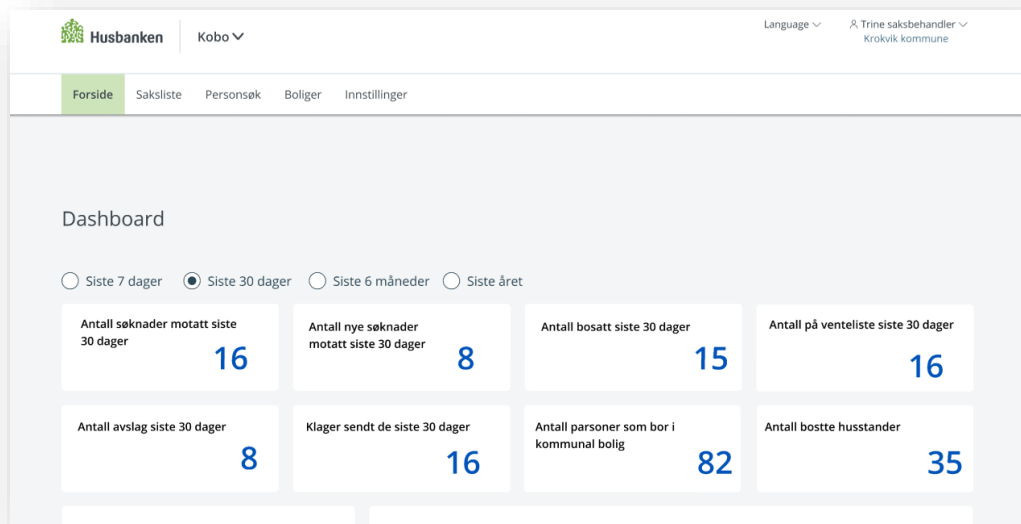 Husbanken
Kobo
Language
Trine saksbehandler
Krokvik kommune
Forside
Saksliste
Personsøk
Boliger
Innstillinger
Dashboard
Siste 7 dager
Siste 30 dager
Siste 6 måneder
Siste året
Antall søknader motatt siste
30 dager
16
Antall nye søknader
motatt siste 30 dager
8
Antall bosatt siste 30 dager
15
Antall på venteliste siste 30 dager
16
Antall avslag siste 30 dager
8
Klager sendt de siste 30 dager
16
Antall parsoner som bor i
kommunal bolig
82
Antall bostte husstander
35